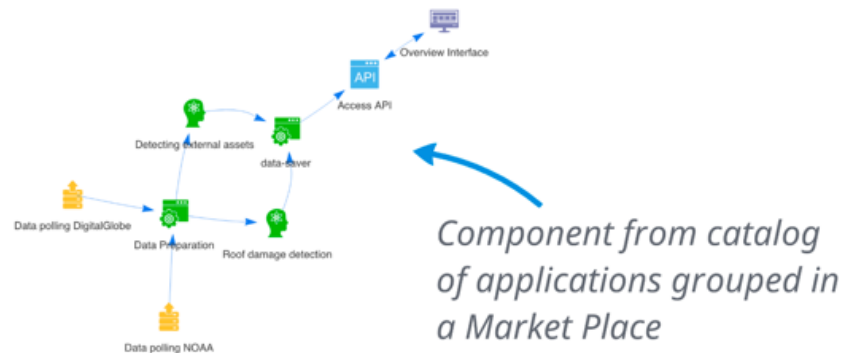 Overview Interface
API
Access API
Detecting external assets
data-saver
Data polling DigitalGlobe
Data Preparation
Roof damage detection
Data polling NOAA
Component from catalog
of applications grouped in
a Market Place